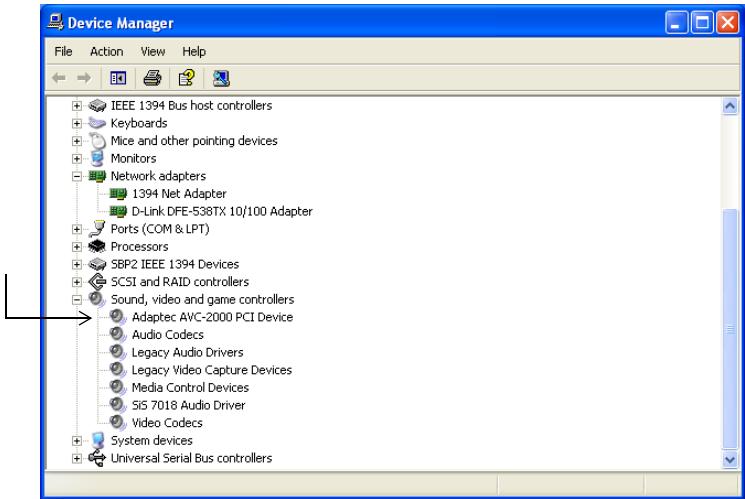 Device Manager
File Action View Help
IEEE 1394 Bus host controllers
Keyboards
Mice and other pointing devices
Monitors
Network adapters
1394 Net Adapter
D-Link DFE-538TX 10/100 Adapter
Ports (COM & LPT)
Processors
SBP2 IEEE 1394 Devices
SCSI and RAID controllers
Sound, video and game controllers
Adaptec AVC-2000 PCI Device
Audio Codecs
Legacy Audio Drivers
Legacy Video Capture Devices
Media Control Devices
SiS 7018 Audio Driver
Video Codecs
System devices
Universal Serial Bus controllers